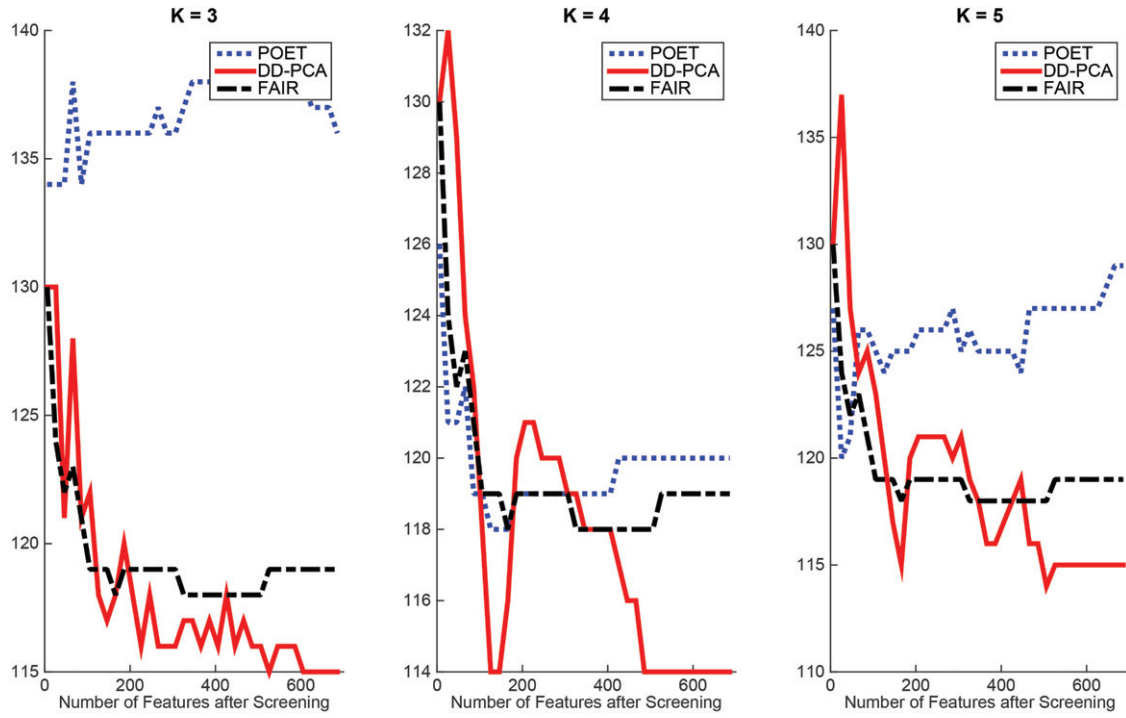 K = 3
140
135
130
125
120
115
0
200
400
600
Number of Features after Screening
POET
DD-PCA
FAIR
K = 4
132
130
128
126
124
122
120
118
116
114
0
200
400
600
Number of Features after Screening
POET
DD-PCA
FAIR
K = 5
140
135
130
125
120
115
110
0
200
400
600
Number of Features after Screening
POET
DD-PCA
FAIR